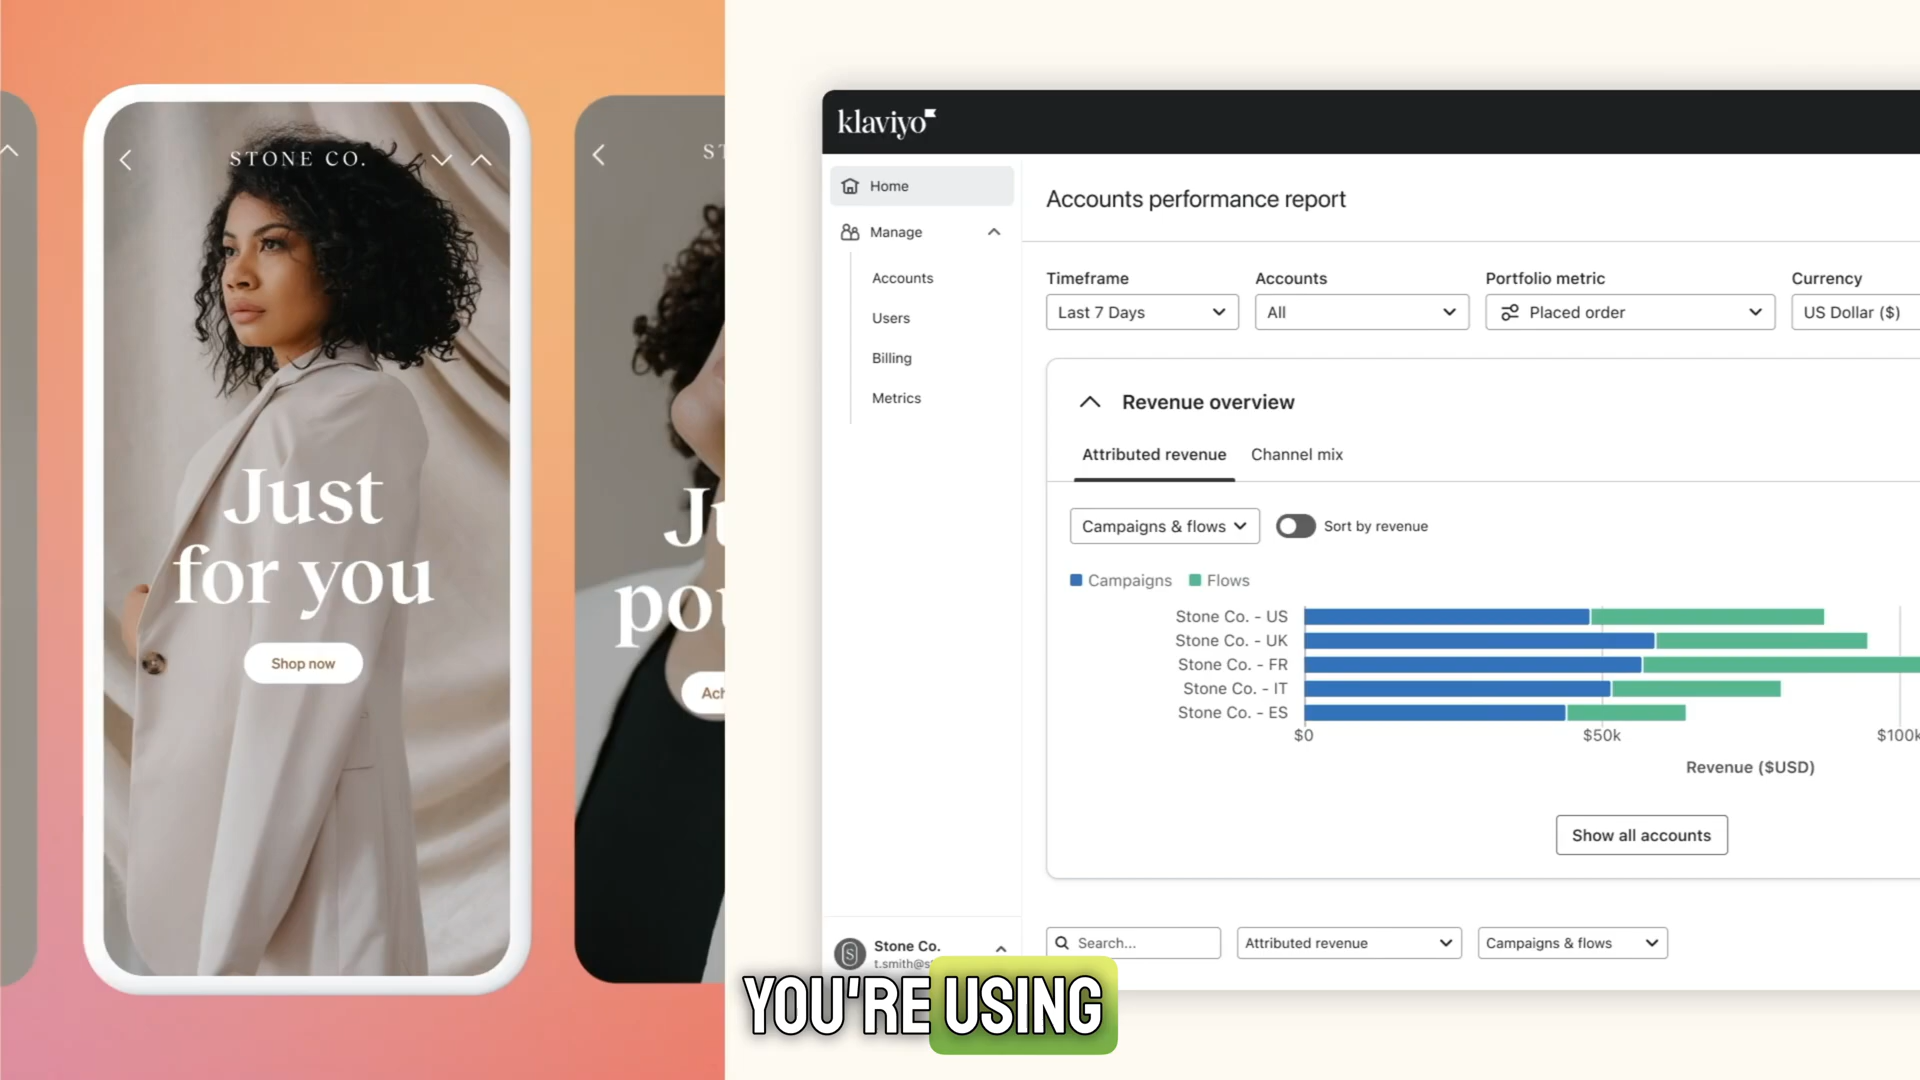 STONE CO.
Just
for you
Shop now
klaviyo
Home
Manage
Accounts
Users
Billing
Metrics
Stone Co.
Accounts performance report
Timeframe
Last 7 Days
Accounts
All
Portfolio metric
Placed order
Currency
US Dollar ($)
Revenue overview
Attributed revenue
Channel mix
Campaigns & flows
Sort by revenue
Campaigns
Flows
Stone Co. - US
Stone Co. - UK
Stone Co. - FR
Stone Co. - IT
Stone Co. - ES
$0
$50k
$100k
Revenue ($USD)
Show all accounts
Search...
Attributed revenue
Campaigns & flows
YOU'RE USING